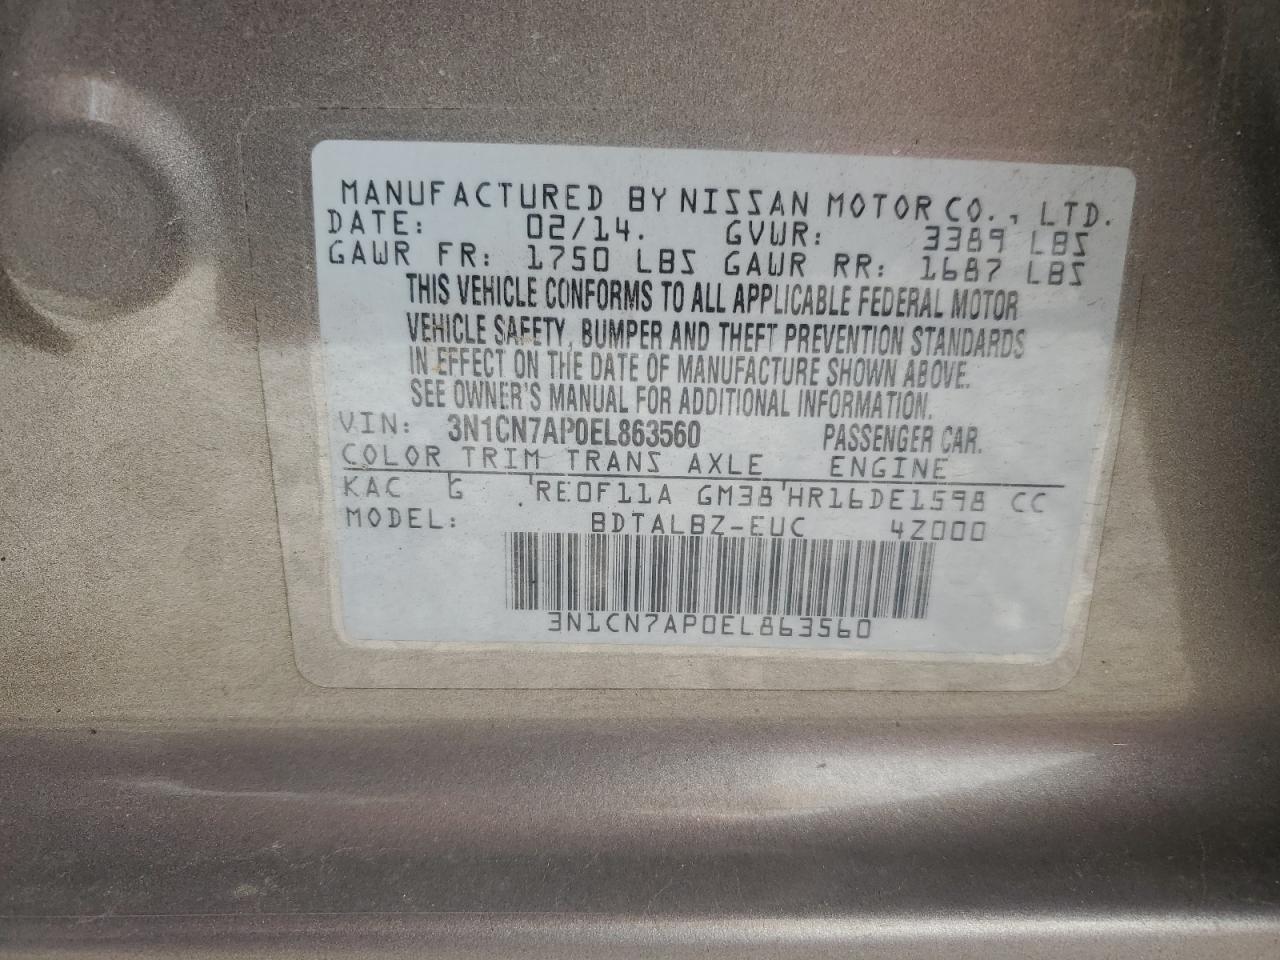 MANUFACTURED BY NISSAN MOTOR CO., LTD.
DATE: 02/14. GVWR: 3389 LBS
GAWR FR: 1750 LBS GAWR RR: 1687 LBS
THIS VEHICLE CONFORMS TO ALL APPLICABLE FEDERAL MOTOR
VEHICLE SAFETY, BUMPER AND THEFT PREVENTION STANDARDS
IN EFFECT ON THE DATE OF MANUFACTURE SHOWN ABOVE.
SEE OWNER'S MANUAL FOR ADDITIONAL INFORMATION.
VIN: 3N1CN7AP0EL863560 PASSENGER CAR.
COLOR TRIM TRANS AXLE ENGINE
KAC G RE0F11A GM38 HR16DE1598 CC
MODEL: BDTALBZ-EUC 4Z000
3N1CN7AP0EL863560